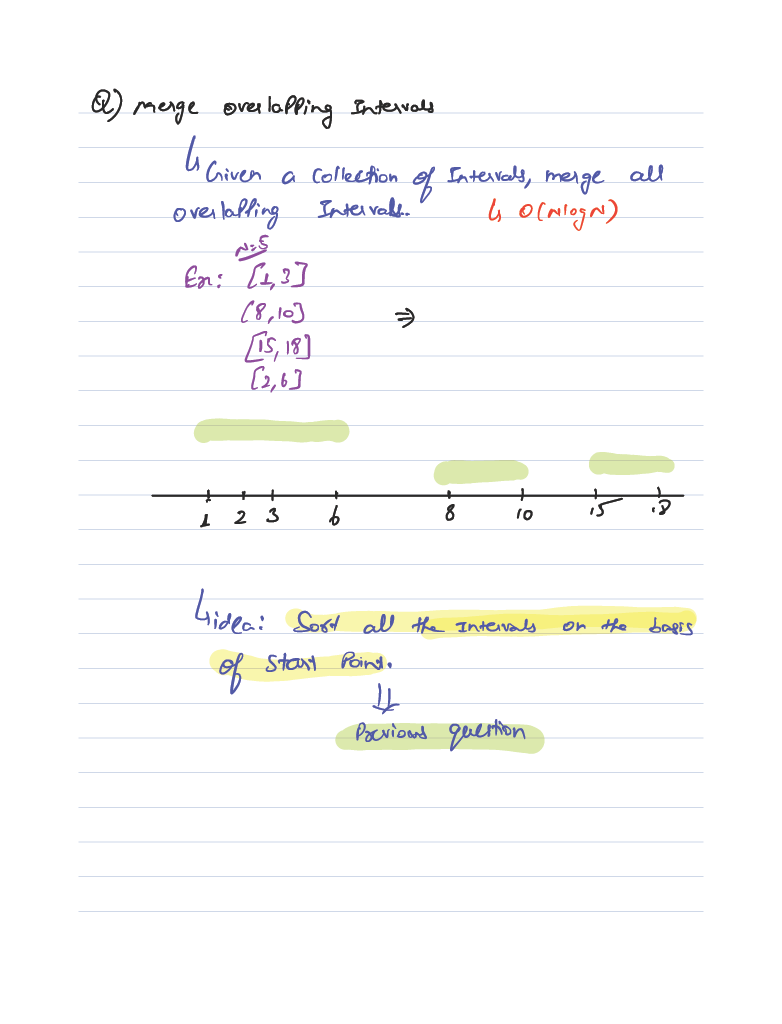 Q) merge overlapping Intervals
↳ Given a Collection of Intervals, merge all
overlapping Intervals. ↳ O(NlogN)
N=5
Ex: [1,3]
[8,10] ⇒
[15,18]
[2,6]
1 2 3 6 8 10 15 18
↳ idea: Sort all the Intervals on the basis
of start Point.
⇓
Previous question